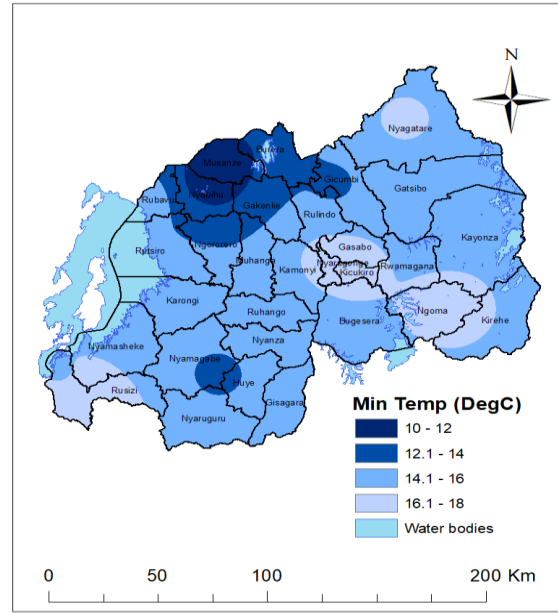 N
Nyagatare
Burera
Musanze
Gicumbi
Gatsibo
Nyabihu
Rubavu
Gakenke
Rulindo
Kayonza
Ngororero
Gasabo
Rutsiro
Muhanga
Nyarugenge
Rwamagana
Kamonyi
Kicukiro
Karongi
Ngoma
Ruhango
Bugesera
Kirehe
Nyamasheke
Nyanza
Nyamagabe
Rusizi
Huye
Gisagara
Nyaruguru
Min Temp (DegC)
10 - 12
12.1 - 14
14.1 - 16
16.1 - 18
Water bodies
0 50 100 200 Km